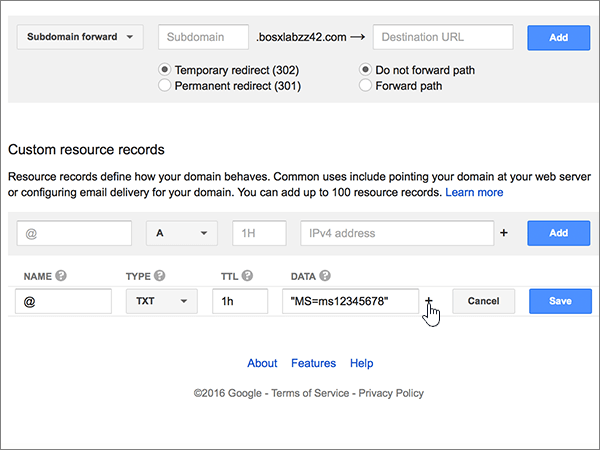 Subdomain forward Subdomain .bosxlabzz42.com → Destination URL Add
Temporary redirect (302) Do not forward path
Permanent redirect (301) Forward path
Custom resource records
Resource records define how your domain behaves. Common uses include pointing your domain at your web server
or configuring email delivery for your domain. You can add up to 100 resource records. Learn more
@ A 1H IPv4 address + Add
NAME ? TYPE ? TTL ? DATA ?
@ TXT 1h "MS=ms12345678" + Cancel Save
About Features Help
©2016 Google - Terms of Service - Privacy Policy